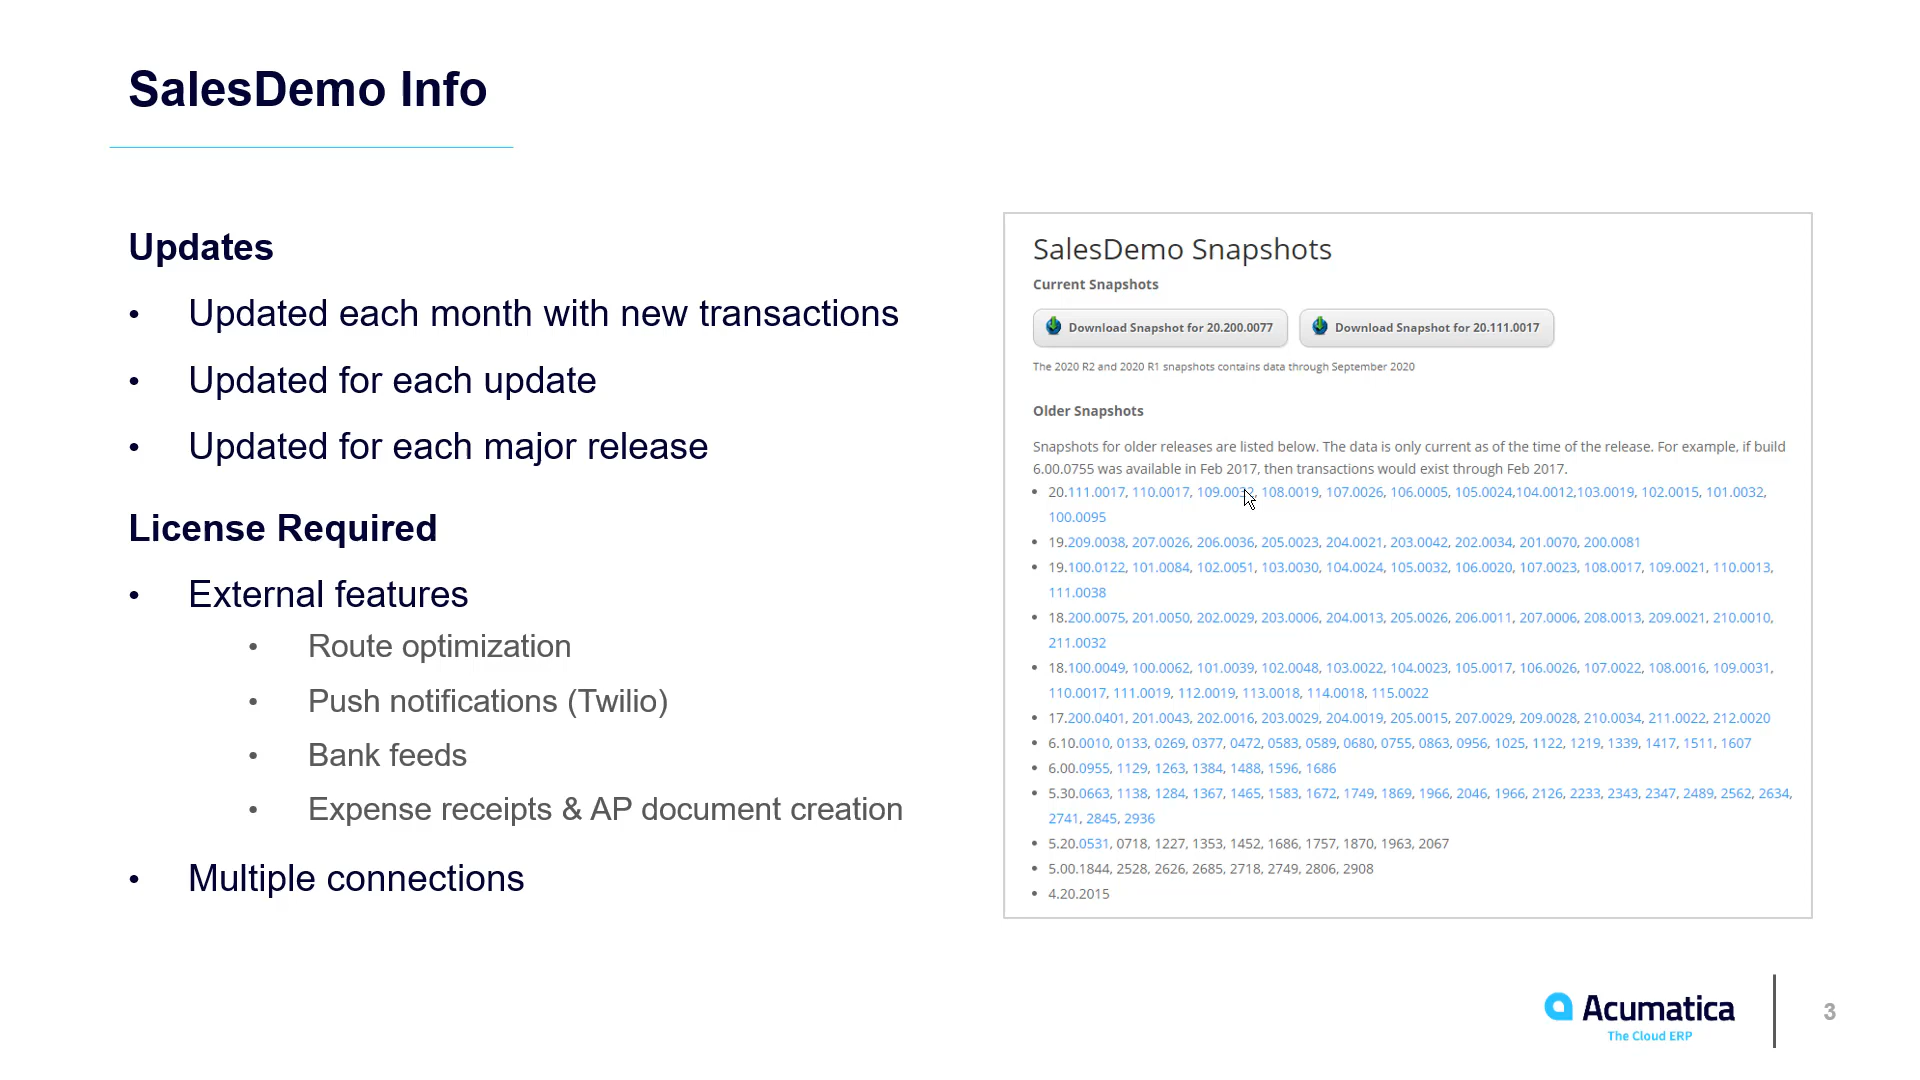 SalesDemo Info
Updates
• Updated each month with new transactions
• Updated for each update
• Updated for each major release
License Required
• External features
• Route optimization
• Push notifications (Twilio)
• Bank feeds
• Expense receipts & AP document creation
• Multiple connections
SalesDemo Snapshots
Current Snapshots
Download Snapshot for 20.200.0077 Download Snapshot for 20.111.0017
The 2020 R2 and 2020 R1 snapshots contains data through September 2020
Older Snapshots
Snapshots for older releases are listed below. The data is only current as of the time of the release. For example, if build
6.00.0755 was available in Feb 2017, then transactions would exist through Feb 2017.
• 20.111.0017, 110.0017, 109.0032, 108.0019, 107.0026, 106.0005, 105.0024,104.0012,103.0019, 102.0015, 101.0032,
100.0095
• 19.209.0038, 207.0026, 206.0036, 205.0023, 204.0021, 203.0042, 202.0034, 201.0070, 200.0081
• 19.100.0122, 101.0084, 102.0051, 103.0030, 104.0024, 105.0032, 106.0020, 107.0023, 108.0017, 109.0021, 110.0013,
111.0038
• 18.200.0075, 201.0050, 202.0029, 203.0006, 204.0013, 205.0026, 206.0011, 207.0006, 208.0013, 209.0021, 210.0010,
211.0032
• 18.100.0049, 100.0062, 101.0039, 102.0048, 103.0022, 104.0023, 105.0017, 106.0026, 107.0022, 108.0016, 109.0031,
110.0017, 111.0019, 112.0019, 113.0018, 114.0018, 115.0022
• 17.200.0401, 201.0043, 202.0016, 203.0029, 204.0019, 205.0015, 207.0029, 209.0028, 210.0034, 211.0022, 212.0020
• 6.10.0010, 0133, 0269, 0377, 0472, 0583, 0589, 0680, 0755, 0863, 0956, 1025, 1122, 1219, 1339, 1417, 1511, 1607
• 6.00.0955, 1129, 1263, 1384, 1488, 1596, 1686
• 5.30.0663, 1138, 1284, 1367, 1465, 1583, 1672, 1749, 1869, 1966, 2046, 1966, 2126, 2233, 2343, 2347, 2489, 2562, 2634,
2741, 2845, 2936
• 5.20.0531, 0718, 1227, 1353, 1452, 1686, 1757, 1870, 1963, 2067
• 5.00.1844, 2528, 2626, 2685, 2718, 2749, 2806, 2908
• 4.20.2015
Acumatica
The Cloud ERP
3